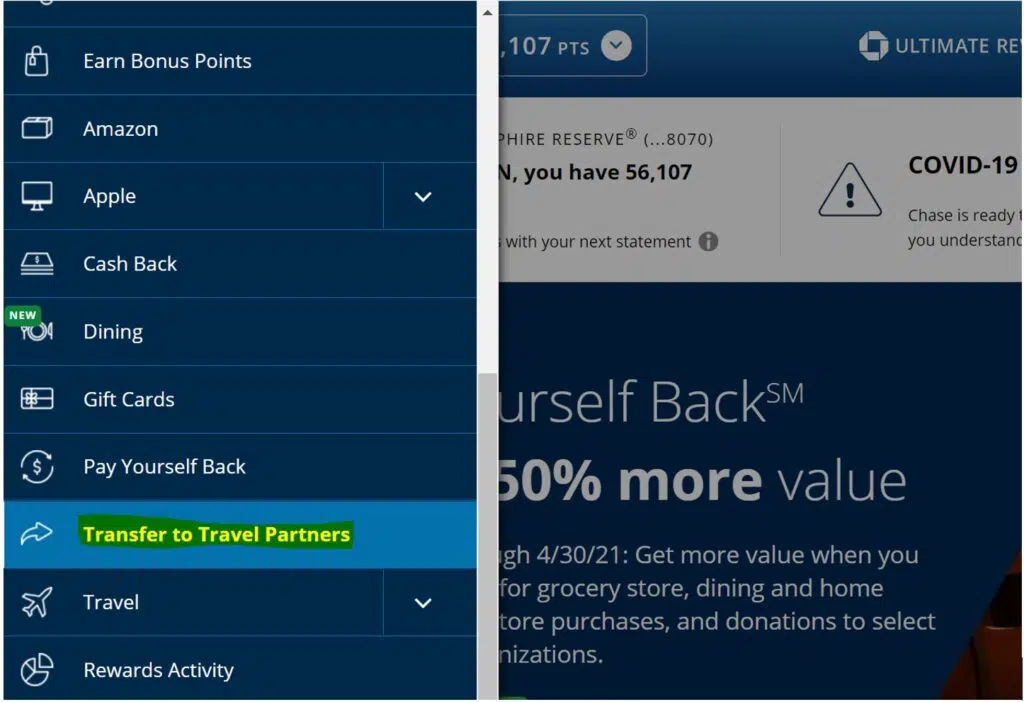 Earn Bonus Points
Amazon
Apple
Cash Back
NEW
Dining
Gift Cards
Pay Yourself Back
Transfer to Travel Partners
Travel
Rewards Activity
,107 PTS
ULTIMATE RE
PHIRE RESERVE® (...8070)
N, you have 56,107
with your next statement
COVID-19
Chase is ready
you understand
urself Back℠
50% more value
gh 4/30/21: Get more value when you
for grocery store, dining and home
tore purchases, and donations to select
nizations.